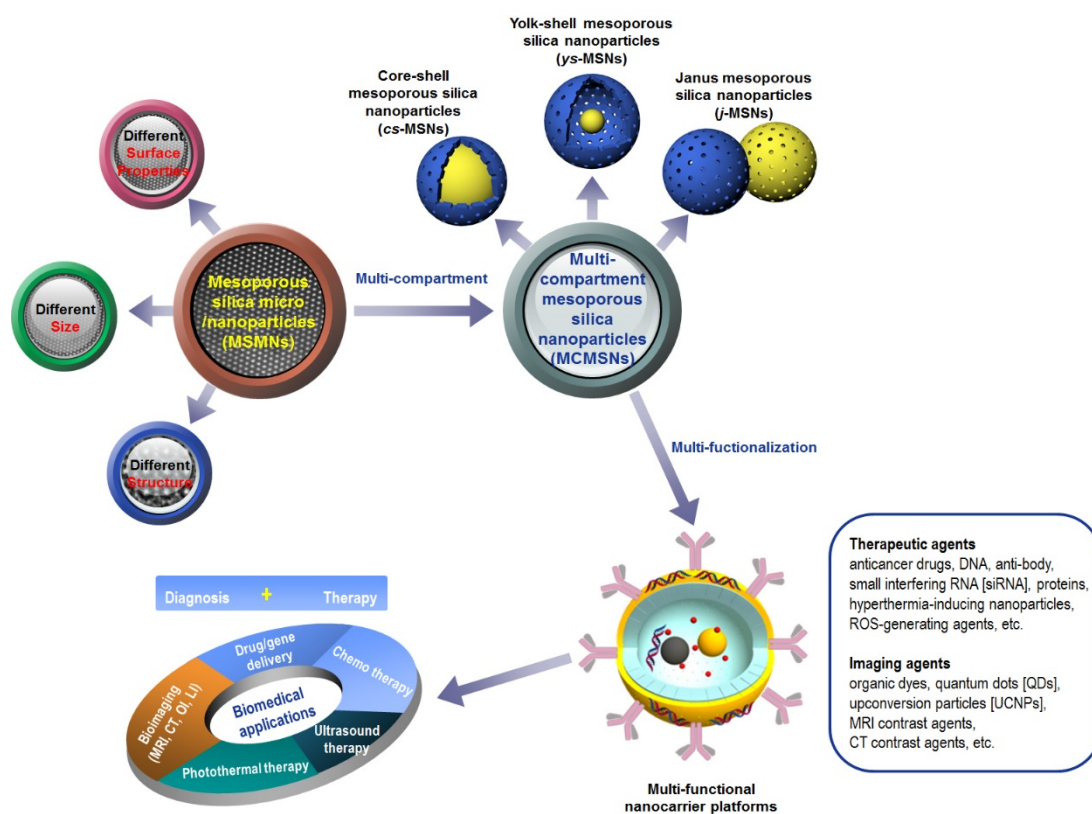 Yolk-shell mesoporous
silica nanoparticles
(ys-MSNs)
Core-shell
mesoporous silica
nanoparticles
(cs-MSNs)
Janus mesoporous
silica nanoparticles
(j-MSNs)
Different
Surface
Properties
Different
Size
Different
Structure
Mesoporous
silica micro
/nanoparticles
(MSMNs)
Multi-compartment
Multi-
compartment
mesoporous
silica
nanoparticles
(MCMSNs)
Multi-fuctionalization
Therapeutic agents
anticancer drugs, DNA, anti-body,
small interfering RNA [siRNA], proteins,
hyperthermia-inducing nanoparticles,
ROS-generating agents, etc.
Imaging agents
organic dyes, quantum dots [QDs],
upconversion particles [UCNPs],
MRI contrast agents,
CT contrast agents, etc.
Multi-functional
nanocarrier platforms
Diagnosis + Therapy
Drug/gene
delivery
Chemo therapy
Ultrasound
therapy
Photothermal therapy
Bioimaging
(MRI, CT, OI, LI)
Biomedical
applications